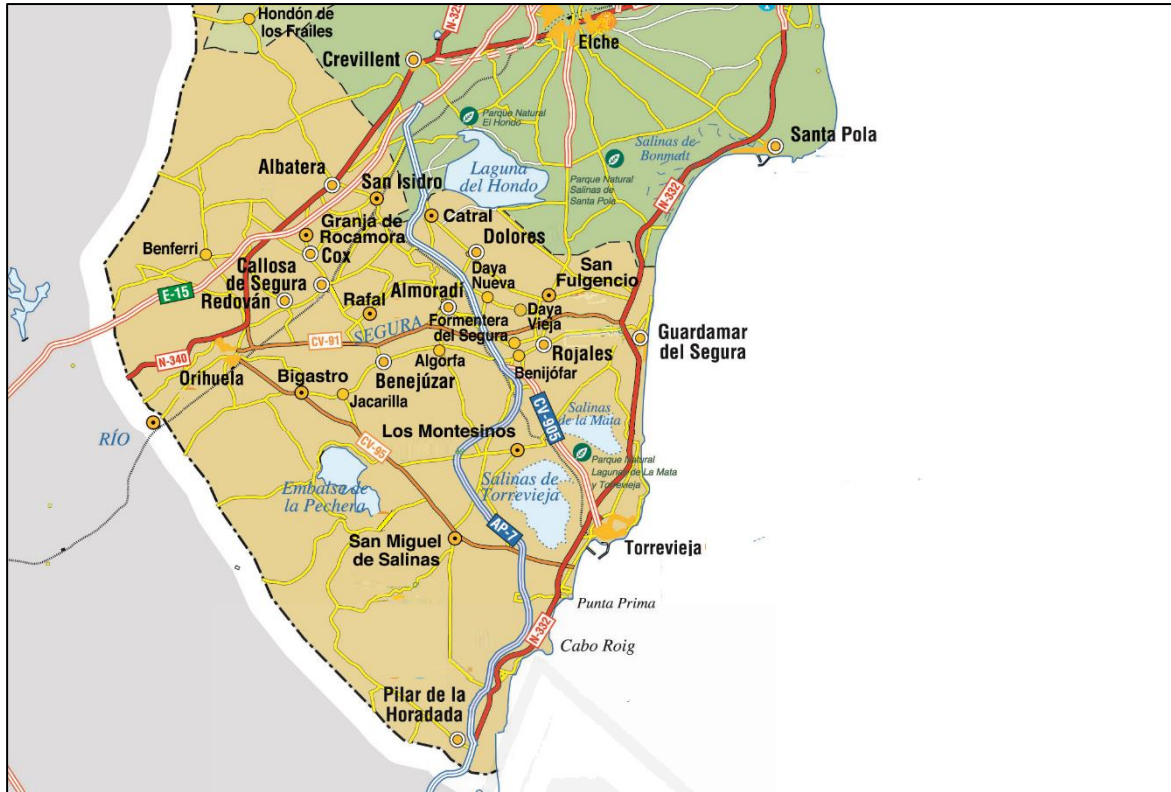 Hondón de
los Frailes
N-325
Elche
Crevillent
Parque Natural
El Hondo
Salinas de
Bonmatí
Santa Pola
Albatera
San Isidro
Laguna
del Hondo
Parque Natural
Salinas de
Santa Pola
N-332
Granja de
Rocamora
Catral
Benferri
Cox
Dolores
Callosa
de Segura
Daya
Nueva
San
Fulgencio
E-15
Redován
Rafal
Almoradí
Daya
Vieja
SEGURA
Formentera
del Segura
Guardamar
del Segura
CV-91
N-340
Orihuela
Algorfa
Rojales
Benijófar
Bigastro
Benejúzar
Jacarilla
CV-905
Salinas
de la Mata
RÍO
Los Montesinos
CV-95
Parque Natural
Lagunas de La Mata
y Torrevieja
Embalse de
la Pechera
Salinas de
Torrevieja
AP-7
San Miguel
de Salinas
Torrevieja
Punta Prima
N-332
Cabo Roig
Pilar de la
Horadada